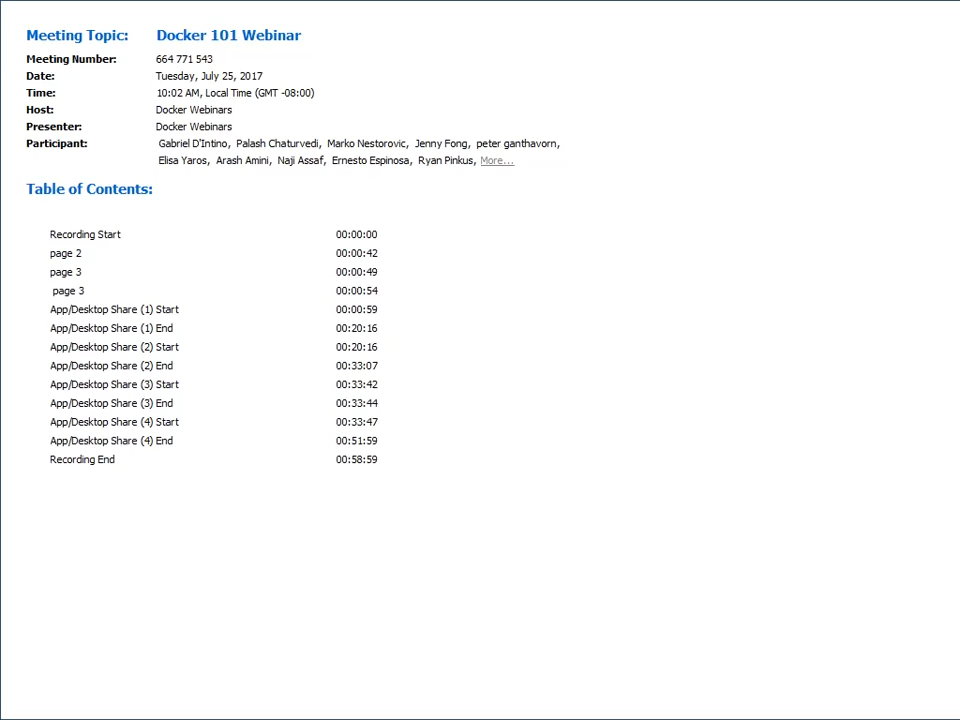 Meeting Topic: Docker 101 Webinar
Meeting Number: 664 771 543
Date: Tuesday, July 25, 2017
Time: 10:02 AM, Local Time (GMT -08:00)
Host: Docker Webinars
Presenter: Docker Webinars
Participant: Gabriel D'Intino, Palash Chaturvedi, Marko Nestorovic, Jenny Fong, peter ganthavorn,
Elisa Yaros, Arash Amini, Naji Assaf, Ernesto Espinosa, Ryan Pinkus, More...
Table of Contents:
Recording Start 00:00:00
page 2 00:00:42
page 3 00:00:49
page 3 00:00:54
App/Desktop Share (1) Start 00:00:59
App/Desktop Share (1) End 00:20:16
App/Desktop Share (2) Start 00:20:16
App/Desktop Share (2) End 00:33:07
App/Desktop Share (3) Start 00:33:42
App/Desktop Share (3) End 00:33:44
App/Desktop Share (4) Start 00:33:47
App/Desktop Share (4) End 00:51:59
Recording End 00:58:59